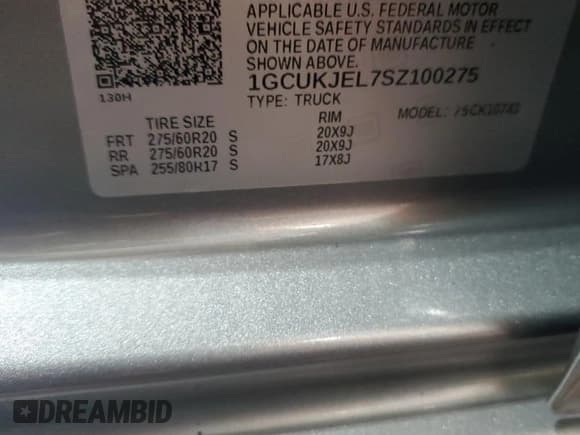 APPLICABLE U.S. FEDERAL MOTOR
VEHICLE SAFETY STANDARDS IN EFFECT
ON THE DATE OF MANUFACTURE
SHOWN ABOVE.
1GCUKJEL7SZ100275
TYPE: TRUCK
MODEL:
130H
TIRE SIZE RIM
FRT 275/60R20 S 20X9J
RR 275/60R20 S 20X9J
SPA 255/80R17 S 17X8J
DREAMBID